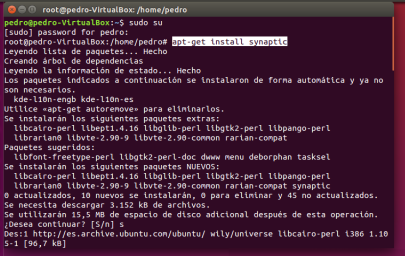 root@pedro-VirtualBox: /home/pedro
pedro@pedro-VirtualBox:~$ sudo su
[sudo] password for pedro:
root@pedro-VirtualBox:/home/pedro# apt-get install synaptic
Leyendo lista de paquetes... Hecho
Creando árbol de dependencias
Leyendo la información de estado... Hecho
Los paquetes indicados a continuación se instalaron de forma automática y ya no
son necesarios.
kde-l10n-engb kde-l10n-es
Utilice «apt-get autoremove» para eliminarlos.
Se instalarán los siguientes paquetes extras:
libcairo-perl libept1.4.16 libglib-perl libgtk2-perl libpango-perl
librarian0 libvte-2.90-9 libvte-2.90-common rarian-compat
Paquetes sugeridos:
libfont-freetype-perl libgtk2-perl-doc dwww menu deborphan tasksel
Se instalarán los siguientes paquetes NUEVOS:
libcairo-perl libept1.4.16 libglib-perl libgtk2-perl libpango-perl
librarian0 libvte-2.90-9 libvte-2.90-common rarian-compat synaptic
0 actualizados, 10 nuevos se instalarán, 0 para eliminar y 45 no actualizados.
Se necesita descargar 3.152 kB de archivos.
Se utilizarán 15,5 MB de espacio de disco adicional después de esta operación.
¿Desea continuar? [S/n] s
Des:1 http://es.archive.ubuntu.com/ubuntu/ wily/universe libcairo-perl i386 1.10
5-1 [96,7 kB]